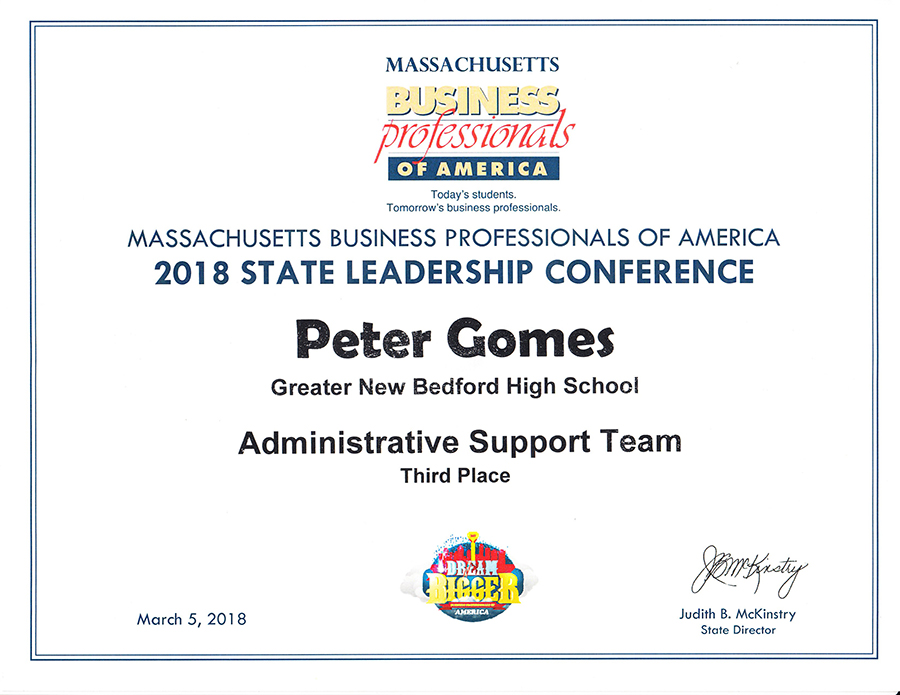 MASSACHUSETTS
BUSINESS
professionals
OF AMERICA
Today's students.
Tomorrow's business professionals.
MASSACHUSETTS BUSINESS PROFESSIONALS OF AMERICA
2018 STATE LEADERSHIP CONFERENCE
Peter Gomes
Greater New Bedford High School
Administrative Support Team
Third Place
DREAM
BIGGER
AMERICA
JBMcKinstry
March 5, 2018
Judith B. McKinstry
State Director